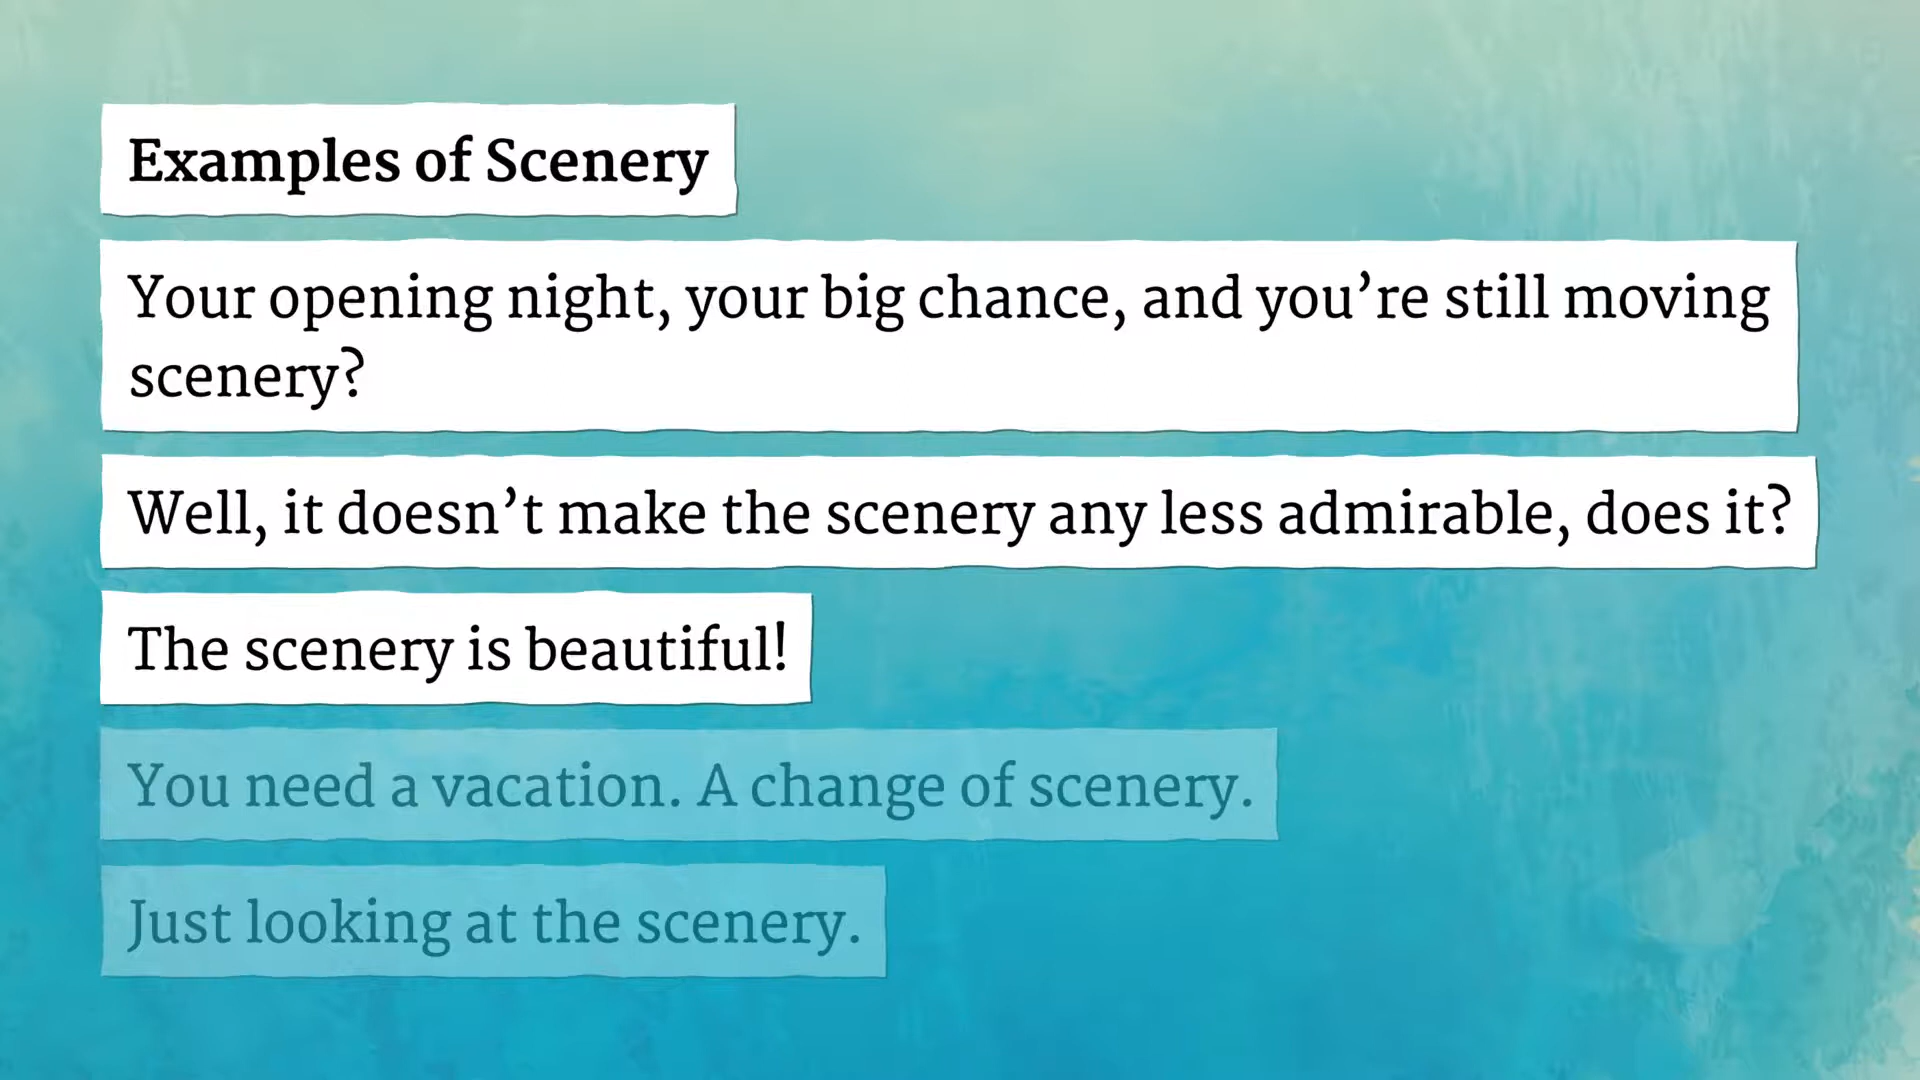 Examples of Scenery
Your opening night, your big chance, and you’re still moving
scenery?
Well, it doesn’t make the scenery any less admirable, does it?
The scenery is beautiful!
You need a vacation. A change of scenery.
Just looking at the scenery.